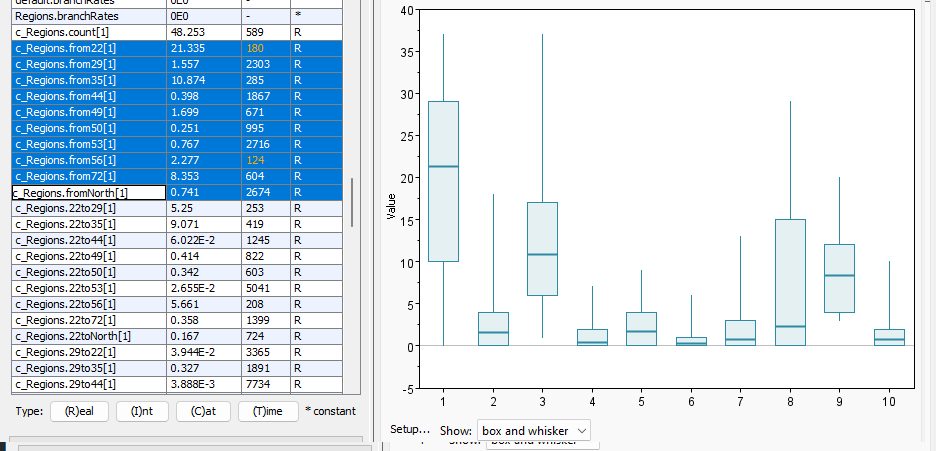 default.branchRates 0E0 -
Regions.branchRates 0E0 - *
c_Regions.count[1] 48.253 589 R
c_Regions.from22[1] 21.335 180 R
c_Regions.from29[1] 1.557 2303 R
c_Regions.from35[1] 10.874 285 R
c_Regions.from44[1] 0.398 1867 R
c_Regions.from49[1] 1.699 671 R
c_Regions.from50[1] 0.251 995 R
c_Regions.from53[1] 0.767 2716 R
c_Regions.from56[1] 2.277 124 R
c_Regions.from72[1] 8.353 604 R
c_Regions.fromNorth[1] 0.741 2674 R
c_Regions.22to29[1] 5.25 253 R
c_Regions.22to35[1] 9.071 419 R
c_Regions.22to44[1] 6.022E-2 1245 R
c_Regions.22to49[1] 0.414 822 R
c_Regions.22to50[1] 0.342 603 R
c_Regions.22to53[1] 2.655E-2 5041 R
c_Regions.22to56[1] 5.661 208 R
c_Regions.22to72[1] 0.358 1399 R
c_Regions.22toNorth[1] 0.167 724 R
c_Regions.29to22[1] 3.944E-2 3365 R
c_Regions.29to35[1] 0.327 1891 R
c_Regions.29to44[1] 3.888E-3 7734 R
Type: (R)eal (I)nt (C)at (T)ime * constant
40
35
30
25
20
15
10
5
0
-5
Value
1 2 3 4 5 6 7 8 9 10
Setup... Show: box and whisker